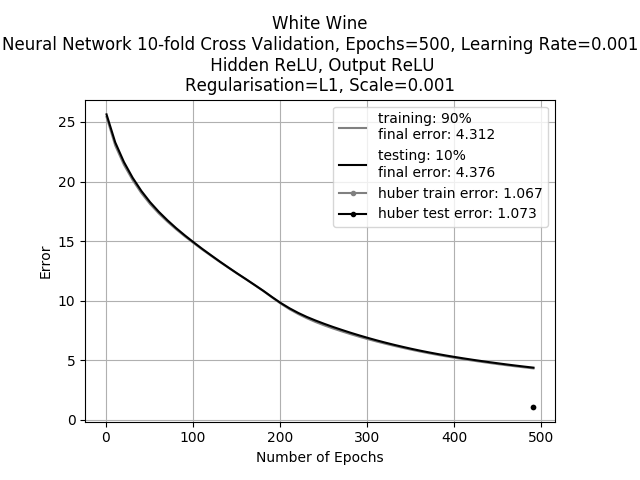 White Wine
Neural Network 10-fold Cross Validation, Epochs=500, Learning Rate=0.001
Hidden ReLU, Output ReLU
Regularisation=L1, Scale=0.001
training: 90%
final error: 4.312
testing: 10%
final error: 4.376
huber train error: 1.067
huber test error: 1.073
25
20
15
10
5
0
Error
0 100 200 300 400 500
Number of Epochs